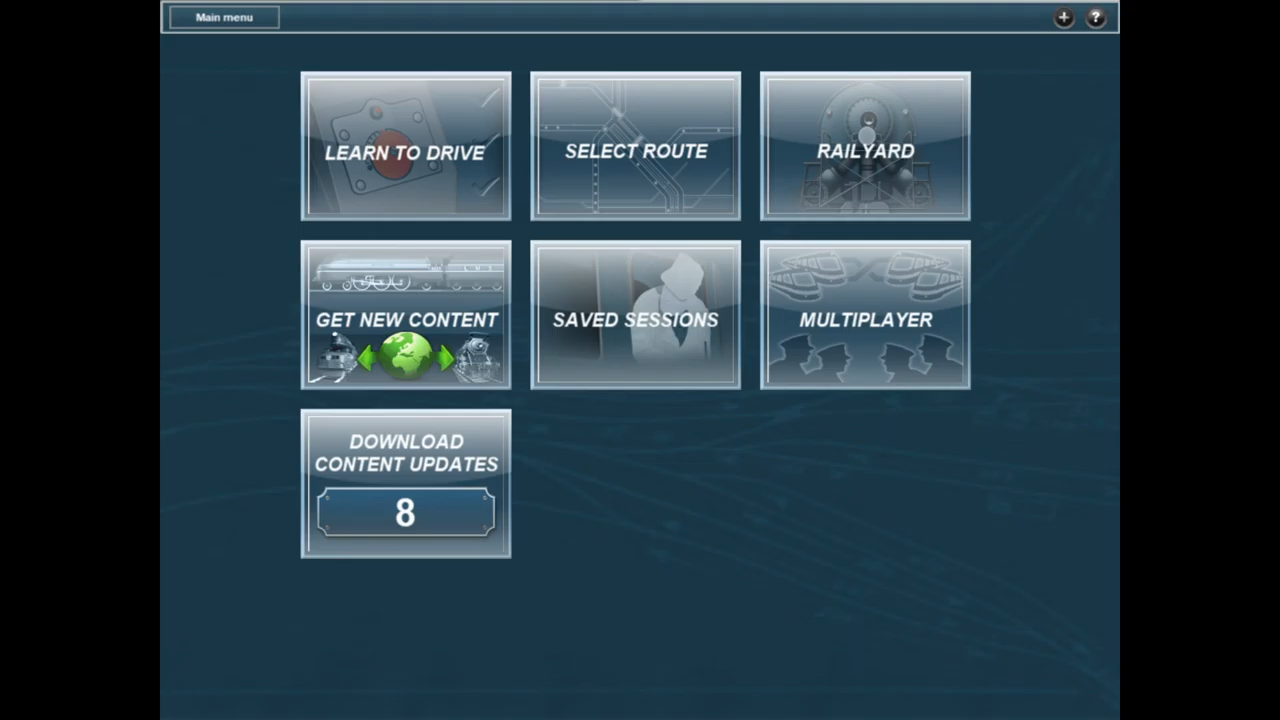 Main menu
+ ?
LEARN TO DRIVE
SELECT ROUTE
RAILYARD
GET NEW CONTENT
SAVED SESSIONS
MULTIPLAYER
DOWNLOAD
CONTENT UPDATES
8